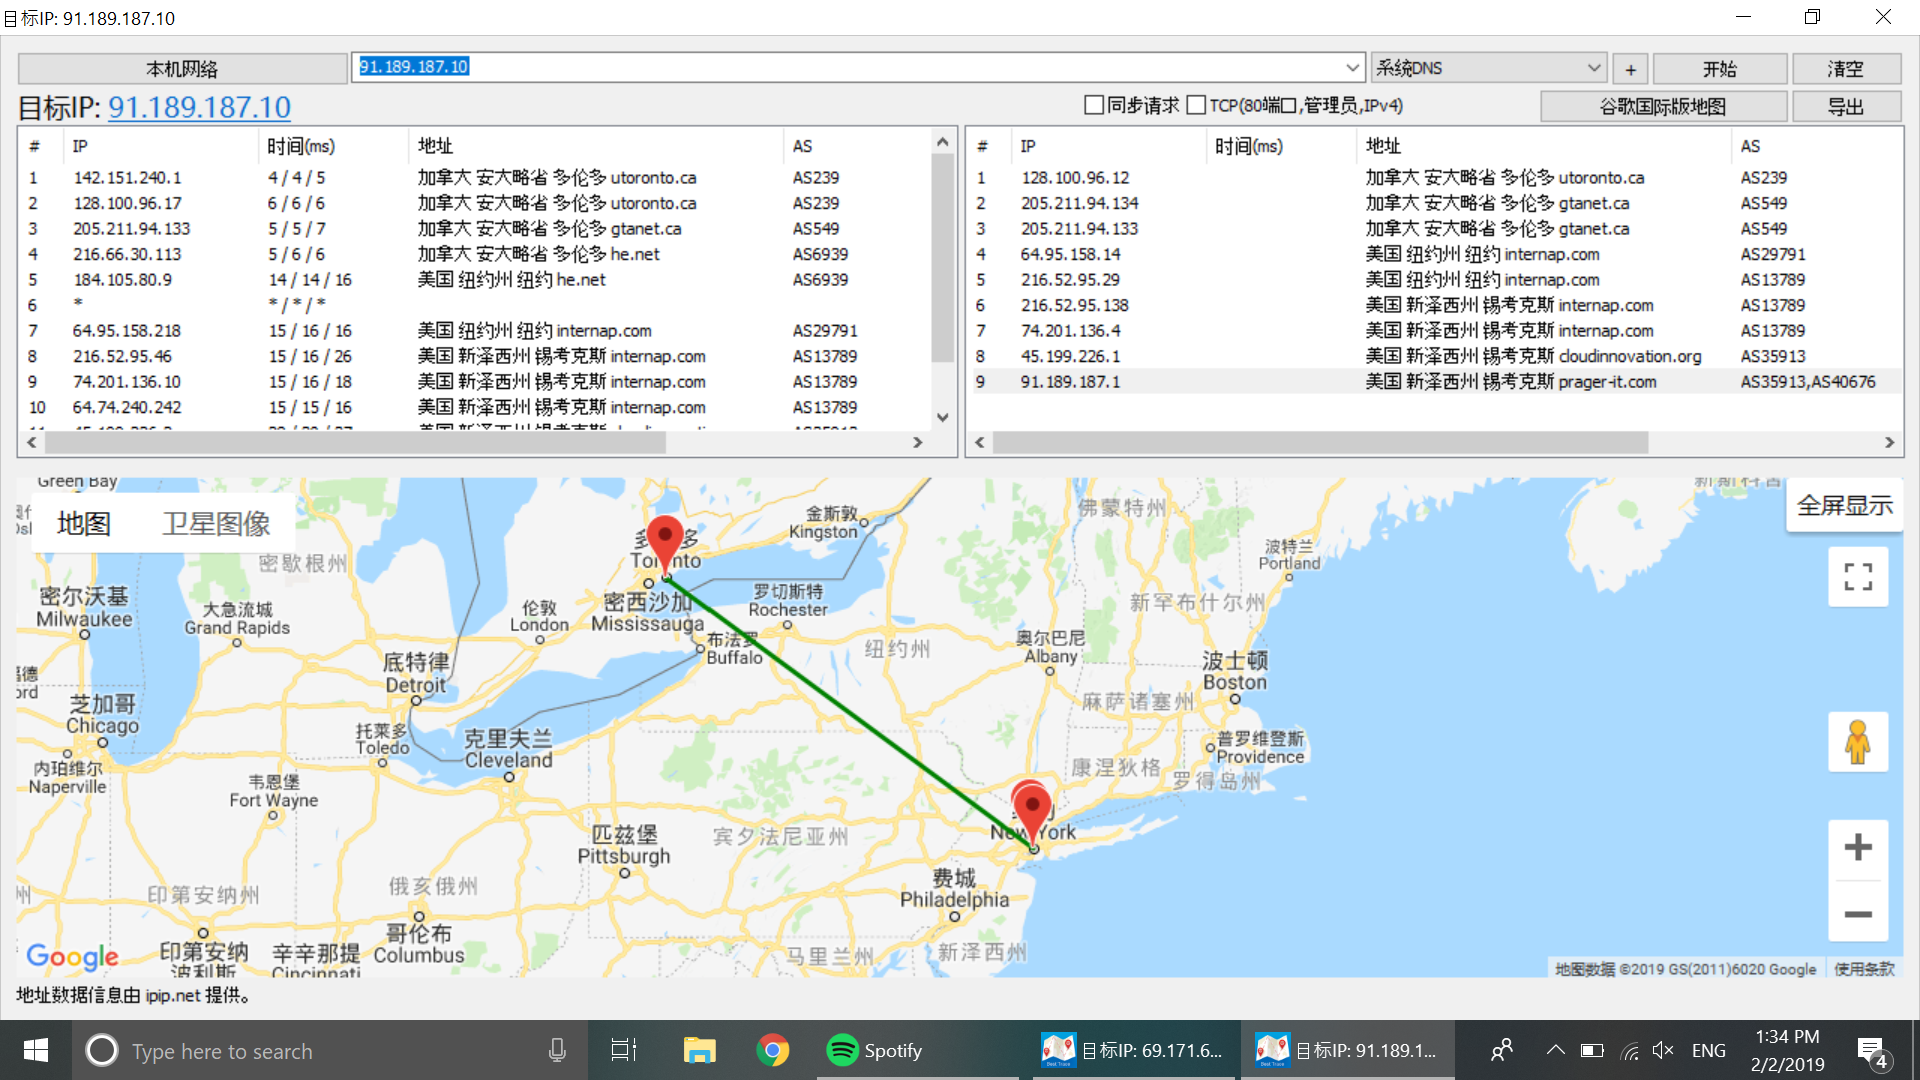 目标IP: 91.189.187.10
本机网络 91.189.187.10 系统DNS + 开始 清空
目标IP: 91.189.187.10 同步请求 TCP(80端口,管理员,IPv4) 谷歌国际版地图 导出
# IP 时间(ms) 地址 AS
1 142.151.240.1 4 / 4 / 5 加拿大 安大略省 多伦多 utoronto.ca AS239
2 128.100.96.17 6 / 6 / 6 加拿大 安大略省 多伦多 utoronto.ca AS239
3 205.211.94.133 5 / 5 / 7 加拿大 安大略省 多伦多 gtanet.ca AS549
4 216.66.30.113 5 / 6 / 6 加拿大 安大略省 多伦多 he.net AS6939
5 184.105.80.9 14 / 14 / 16 美国 纽约州 纽约 he.net AS6939
6 * * / * / *
7 64.95.158.218 15 / 16 / 16 美国 纽约州 纽约 internap.com AS29791
8 216.52.95.46 15 / 16 / 26 美国 新泽西州 锡考克斯 internap.com AS13789
9 74.201.136.10 15 / 16 / 18 美国 新泽西州 锡考克斯 internap.com AS13789
10 64.74.240.242 15 / 15 / 16 美国 新泽西州 锡考克斯 internap.com AS13789
# IP 时间(ms) 地址 AS
1 128.100.96.12 加拿大 安大略省 多伦多 utoronto.ca AS239
2 205.211.94.134 加拿大 安大略省 多伦多 gtanet.ca AS549
3 205.211.94.133 加拿大 安大略省 多伦多 gtanet.ca AS549
4 64.95.158.14 美国 纽约州 纽约 internap.com AS29791
5 216.52.95.29 美国 纽约州 纽约 internap.com AS13789
6 216.52.95.138 美国 新泽西州 锡考克斯 internap.com AS13789
7 74.201.136.4 美国 新泽西州 锡考克斯 internap.com AS13789
8 45.199.226.1 美国 新泽西州 锡考克斯 cloudinnovation.org AS35913
9 91.189.187.1 美国 新泽西州 锡考克斯 prager-it.com AS35913,AS40676
Green Bay
地图 卫星图像
全屏显示
密歇根州
金斯敦
Kingston
佛蒙特州
波特兰
Portland
密尔沃基
Milwaukee
大急流城
Grand Rapids
伦敦
London
密西沙加
Mississauga
罗切斯特
Rochester
新罕布什尔州
Buffalo
纽约州
奥尔巴尼
Albany
底特律
Detroit
波士顿
Boston
芝加哥
Chicago
麻萨诸塞州
托莱多
Toledo
克里夫兰
Cleveland
普罗维登斯
Providence
康涅狄格
罗得岛州
内珀维尔
Naperville
韦恩堡
Fort Wayne
匹兹堡
Pittsburgh
宾夕法尼亚州
New York
费城
Philadelphia
印第安纳州
俄亥俄州
哥伦布
Columbus
马里兰州
新泽西州
印第安纳
波利斯
辛辛那提
Cincinnati
Google
地图数据 ©2019 GS(2011)6020 Google 使用条款
地址数据信息由 ipip.net 提供。
Type here to search Spotify 目标IP: 69.171.6... 目标IP: 91.189.1... ENG
1:34 PM
2/2/2019
4